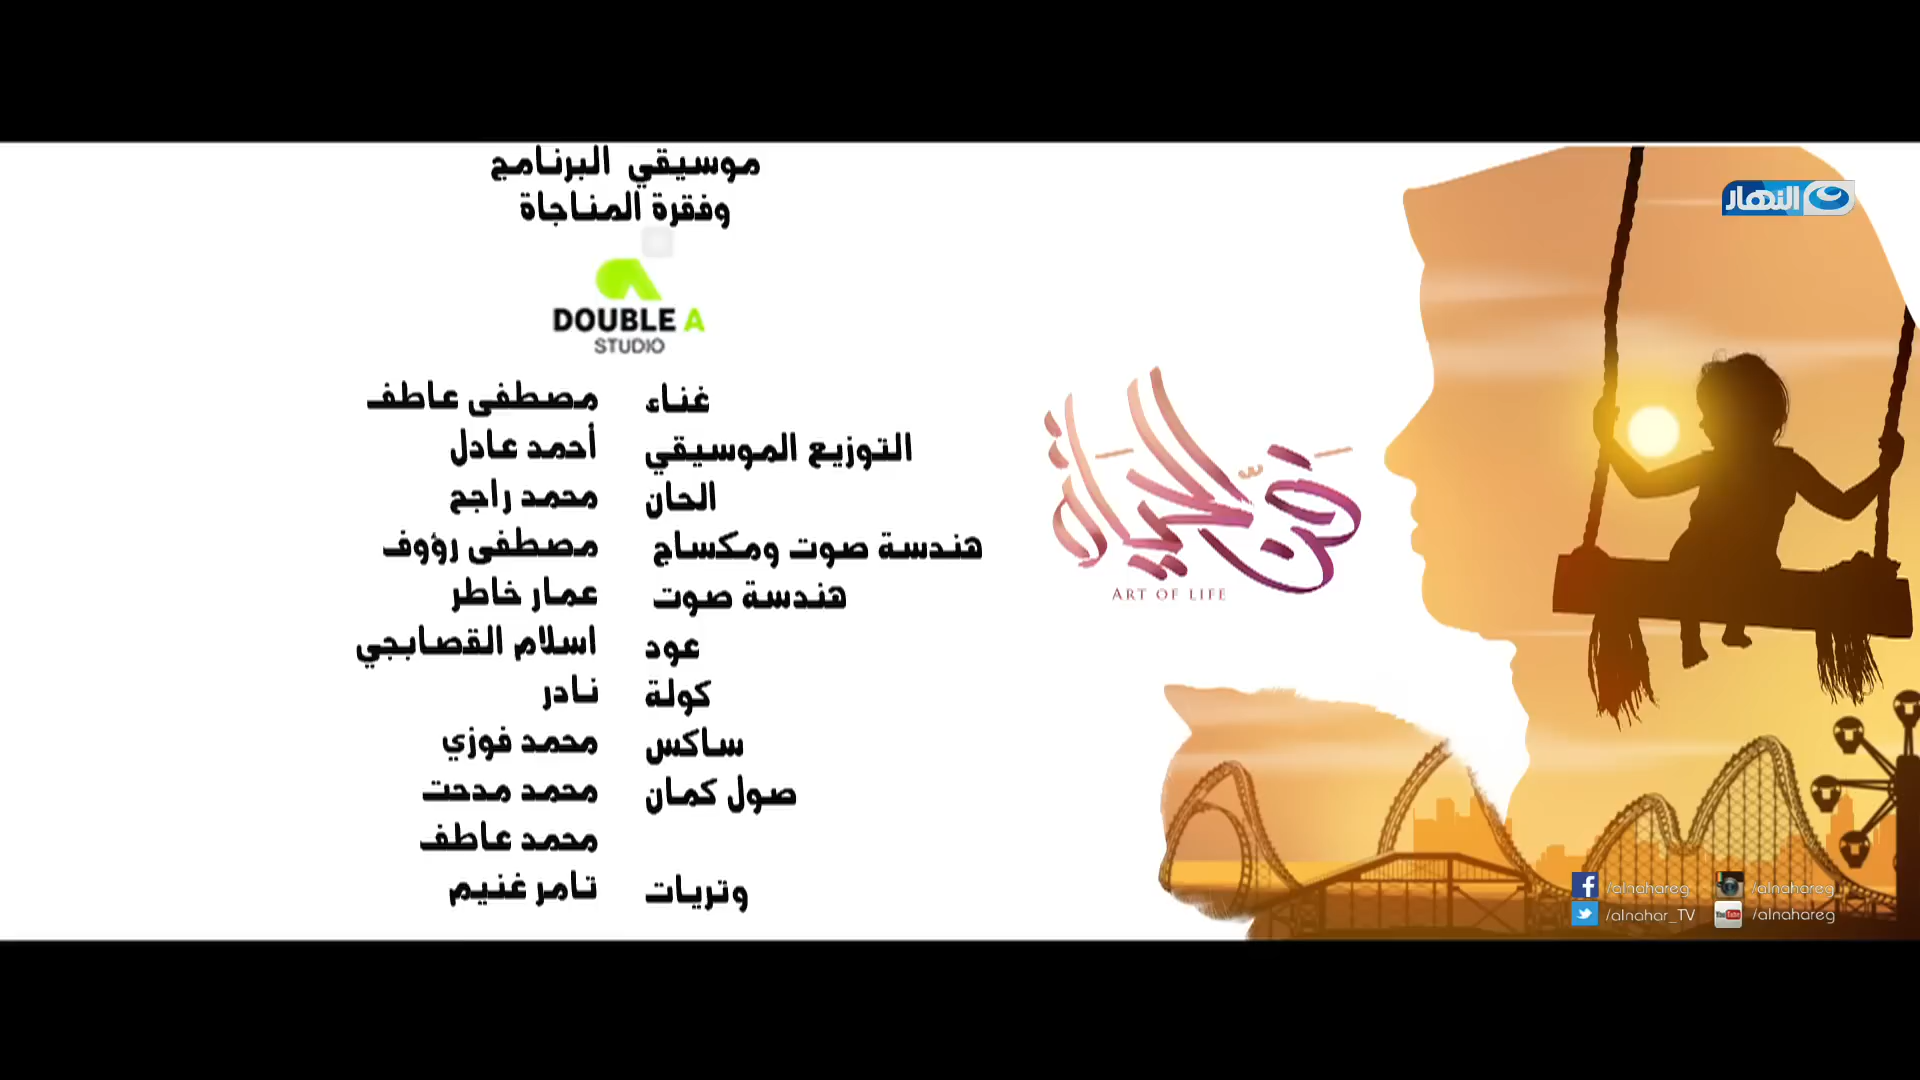 موسيقي البرنامج
وفقرة المناجاة
DOUBLE A
STUDIO
غناء مصطفى عاطف
التوزيع الموسيقي أحمد عادل
الحان محمد راجح
هندسة صوت ومكساج مصطفى رؤوف
هندسة صوت عمار خاطر
عود اسلام القصابجي
كولة نادر
ساكس محمد فوزي
صول كمان محمد مدحت
محمد عاطف
وتريات تامر غنيم
فن الحياة
ART OF LIFE
النهار
/alnahareg /alnahareg
/alnahar_TV /alnahareg